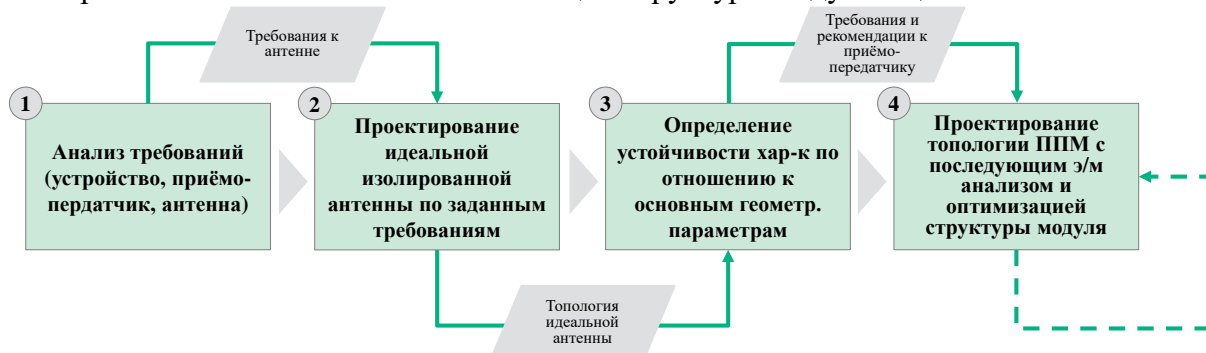 Требования к
антенне
Требования и
рекомендации к
приёмо-
передатчику
1
Анализ требований
(устройство, приёмо-
пердатчик, антенна)
2
Проектирование
идеальной
изолированной
антенны по заданным
требованиям
3
Определение
устойчивости хар-к по
отношению к
основным геометр.
параметрам
4
Проектирование
топологии ППМ с
последующим э/м
анализом и
оптимизацией
структуры модуля
Топология
идеальной
антенны